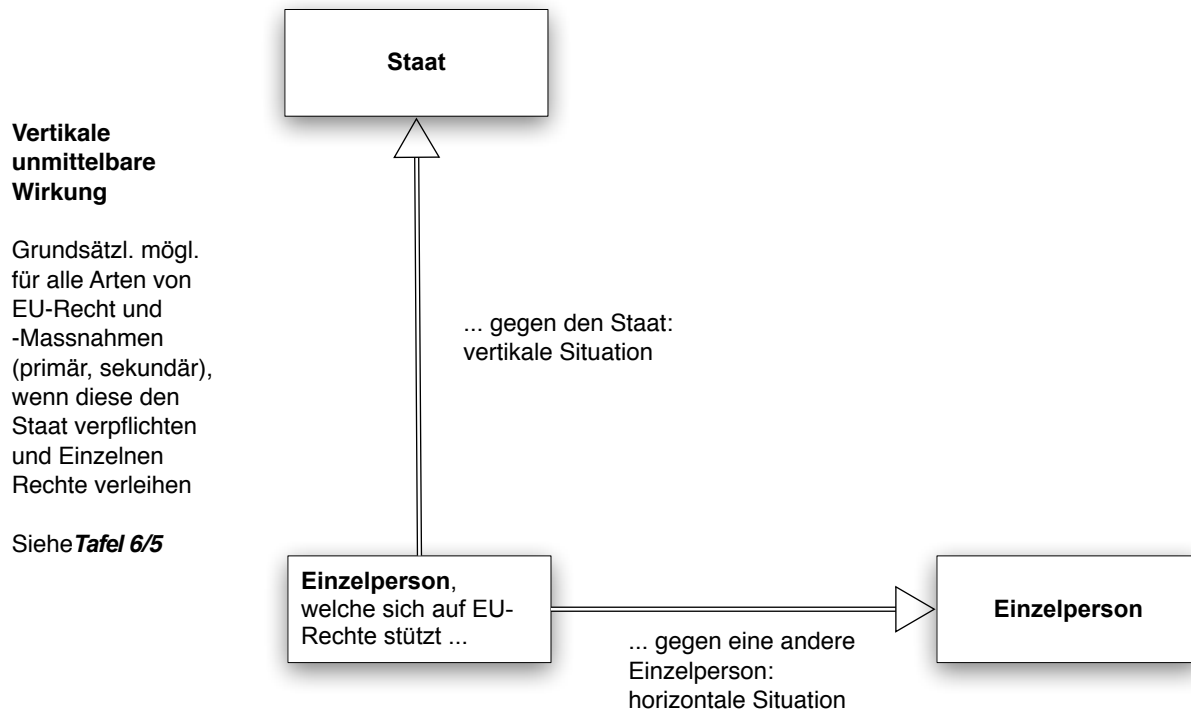 Staat
Vertikale
unmittelbare
Wirkung
Grundsätzl. mögl.
für alle Arten von
EU-Recht und
-Massnahmen
(primär, sekundär),
wenn diese den
Staat verpflichten
und Einzelnen
Rechte verleihen
Siehe Tafel 6/5
... gegen den Staat:
vertikale Situation
Einzelperson,
welche sich auf EU-
Rechte stützt ...
... gegen eine andere
Einzelperson:
horizontale Situation
Einzelperson